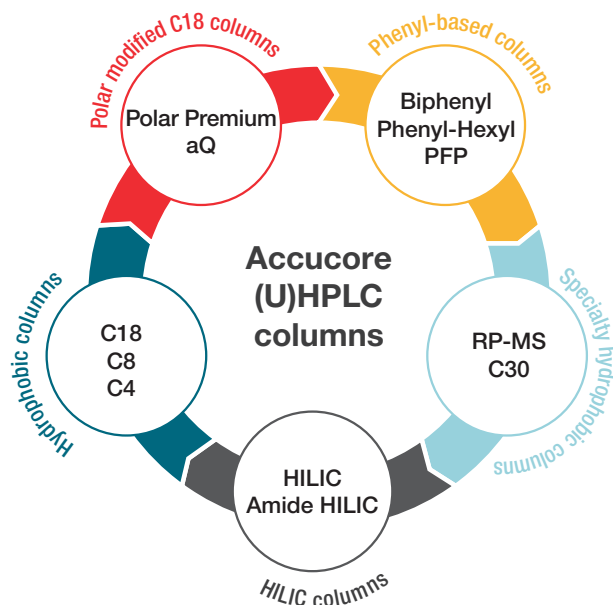 Polar modified C18 columns
Polar Premium
aQ
Phenyl-based columns
Biphenyl
Phenyl-Hexyl
PFP
Accucore
(U)HPLC
columns
Hydrophobic columns
C18
C8
C4
Specialty hydrophobic columns
RP-MS
C30
HILIC
Amide HILIC
HILIC columns